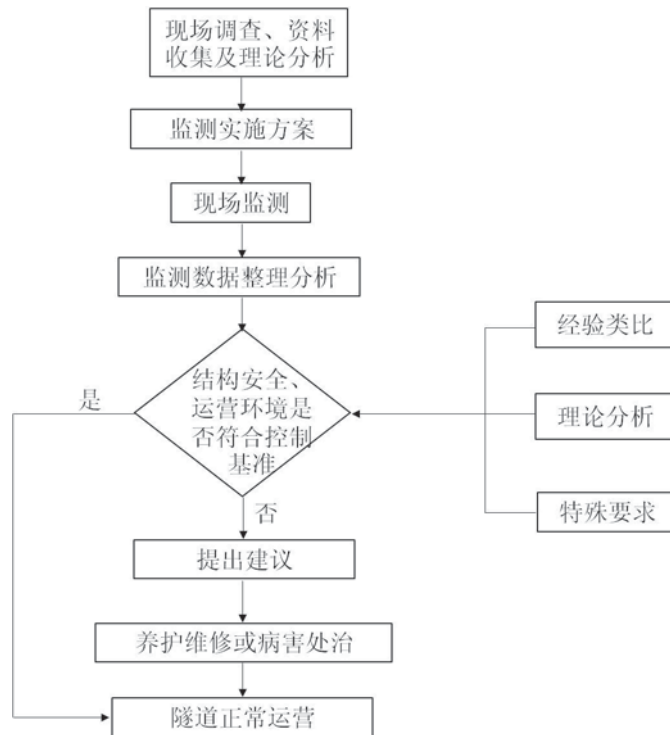 现场调查、资料
收集及理论分析
监测实施方案
现场监测
监测数据整理分析
结构安全、
运营环境是
否符合控制
基准
是
否
经验类比
理论分析
特殊要求
提出建议
养护维修或病害处治
隧道正常运营